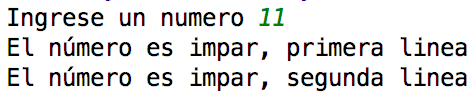 Ingrese un numero 11
El número es impar, primera linea
El número es impar, segunda linea